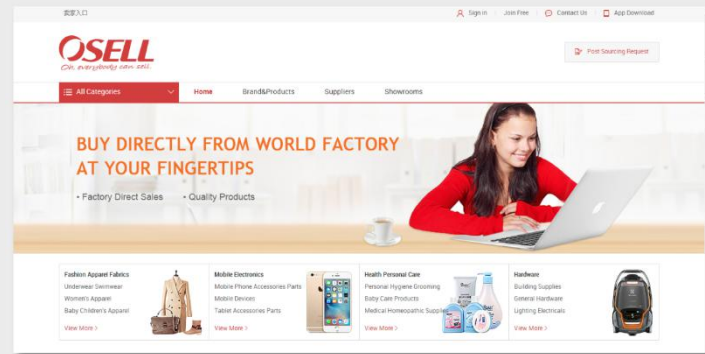 卖家入口
Sign in
Join Free
Contact Us
App Download
OSELL
On, everybody can sell.
Post Sourcing Request
All Categories
Home
Brand&Products
Suppliers
Showrooms
BUY DIRECTLY FROM WORLD FACTORY
AT YOUR FINGERTIPS
• Factory Direct Sales • Quality Products
Fashion Apparel Fabrics
Underwear Swimwear
Women's Apparel
Baby Children's Apparel
View More >
Mobile Electronics
Mobile Phone Accessories Parts
Mobile Devices
Tablet Accessories Parts
View More >
Health Personal Care
Personal Hygiene Grooming
Baby Care Products
Medical Homeopathic Supplies
View More >
Hardware
Building Supplies
General Hardware
Lighting Electricals
View More >